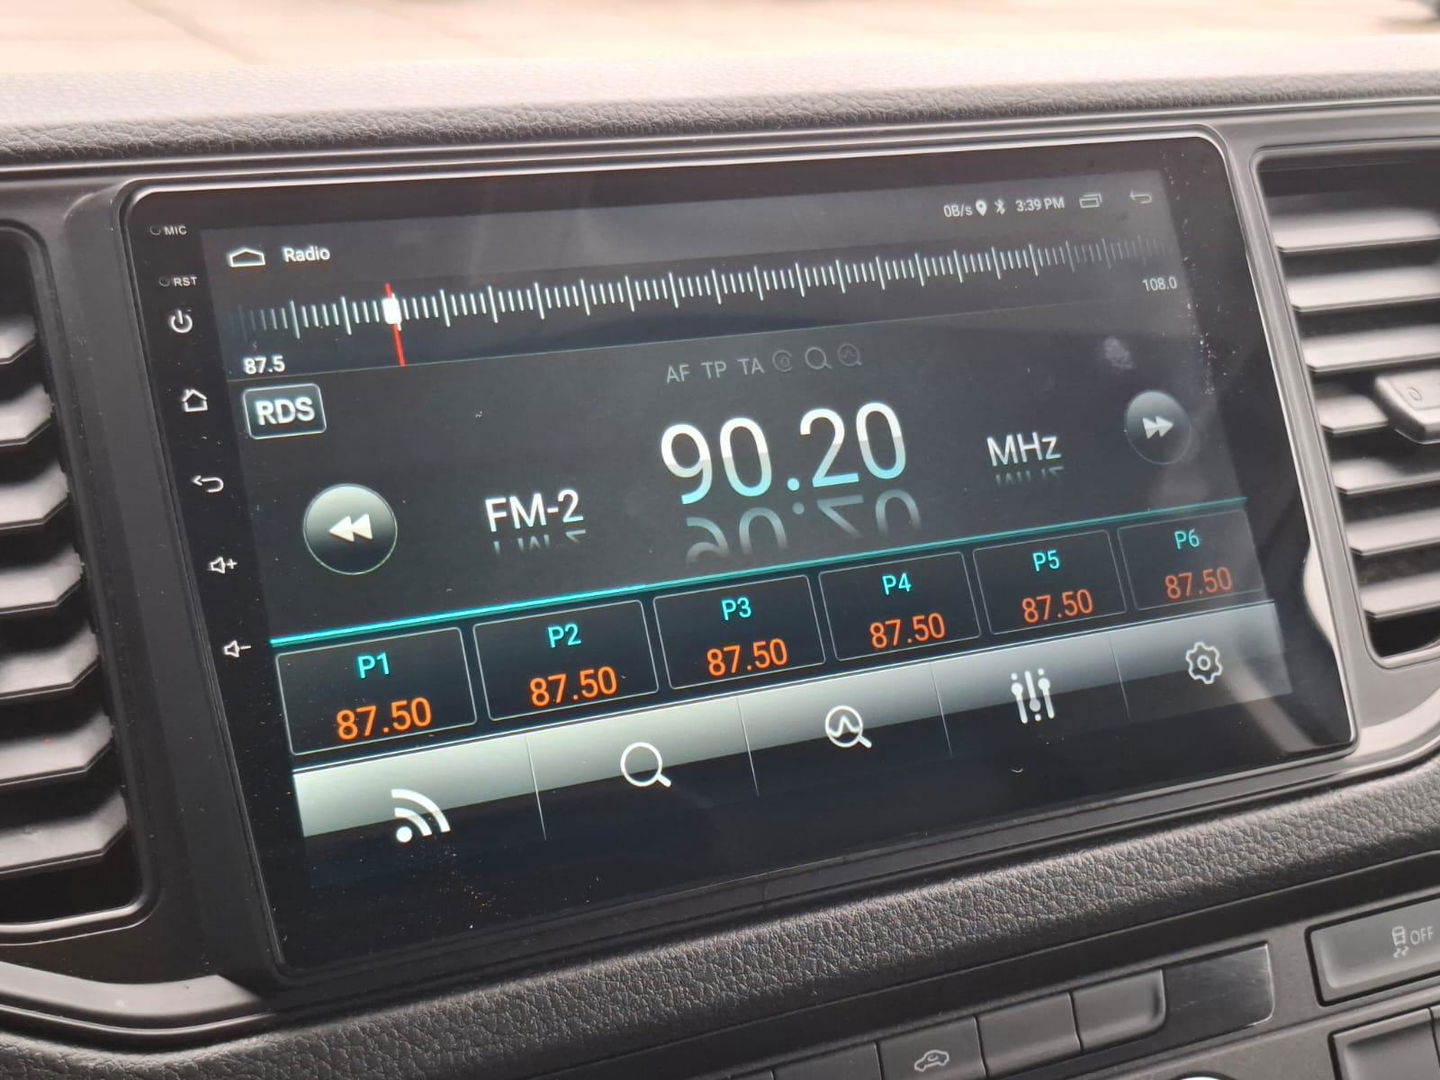 MIC
0B/s 3:39 PM
Radio
RST
108.0
87.5
AF TP TA
RDS
FM-2 90.20 MHz
P1 P2 P3 P4 P5 P6
87.50 87.50 87.50 87.50 87.50 87.50
OFF